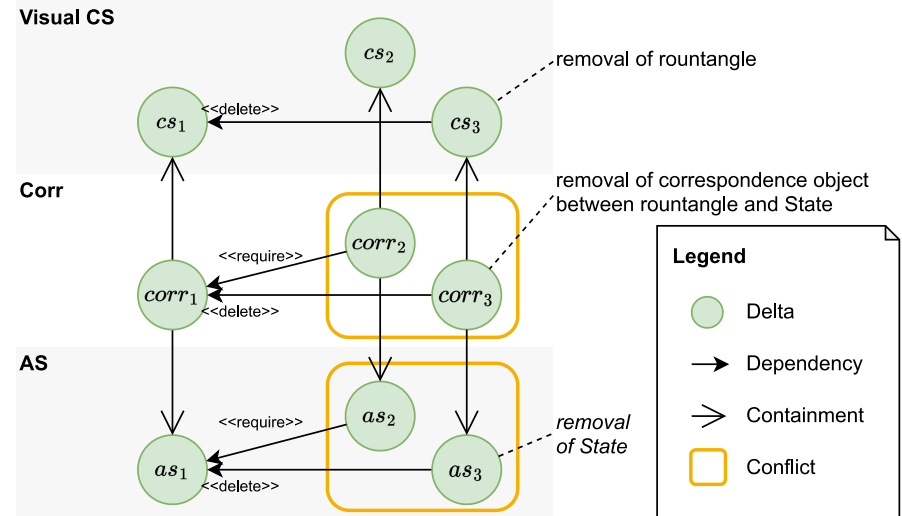 Visual CS
cs₂
removal of rountangle
<<delete>>
cs₁
cs₃
Corr
removal of correspondence object
between rountangle and State
corr₂
<<require>>
corr₁
corr₃
<<delete>>
Legend
Delta
Dependency
Containment
Conflict
AS
as₂
<<require>>
removal
of State
as₁
as₃
<<delete>>